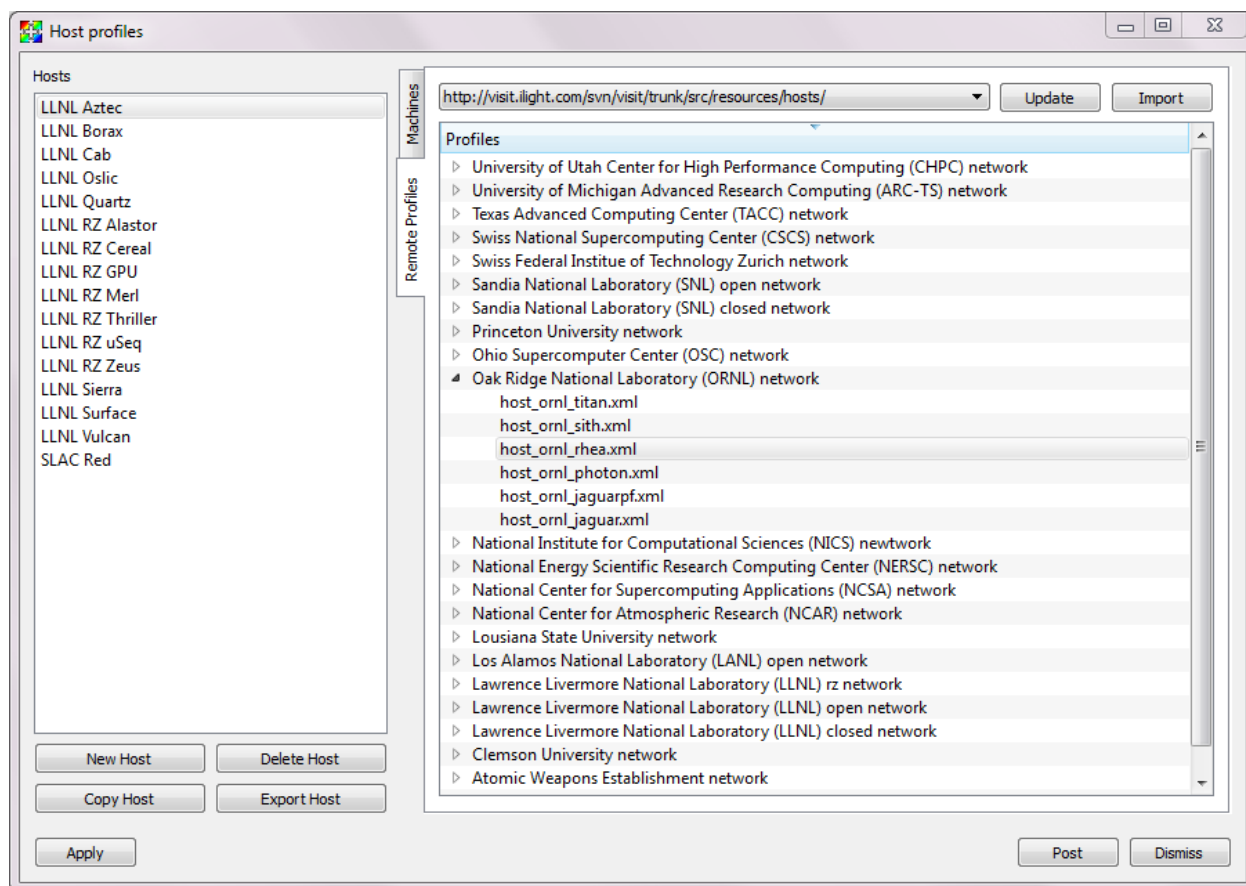 Host profiles
Hosts
LLNL Aztec
LLNL Borax
LLNL Cab
LLNL Oslic
LLNL Quartz
LLNL RZ Alastor
LLNL RZ Cereal
LLNL RZ GPU
LLNL RZ Merl
LLNL RZ Thriller
LLNL RZ uSeq
LLNL RZ Zeus
LLNL Sierra
LLNL Surface
LLNL Vulcan
SLAC Red
New Host
Delete Host
Copy Host
Export Host
Machines
Remote Profiles
http://visit.ilight.com/svn/visit/trunk/src/resources/hosts/
Update
Import
Profiles
University of Utah Center for High Performance Computing (CHPC) network
University of Michigan Advanced Research Computing (ARC-TS) network
Texas Advanced Computing Center (TACC) network
Swiss National Supercomputing Center (CSCS) network
Swiss Federal Institue of Technology Zurich network
Sandia National Laboratory (SNL) open network
Sandia National Laboratory (SNL) closed network
Princeton University network
Ohio Supercomputer Center (OSC) network
Oak Ridge National Laboratory (ORNL) network
host_ornl_titan.xml
host_ornl_sith.xml
host_ornl_rhea.xml
host_ornl_photon.xml
host_ornl_jaguarpf.xml
host_ornl_jaguar.xml
National Institute for Computational Sciences (NICS) newtwork
National Energy Scientific Research Computing Center (NERSC) network
National Center for Supercomputing Applications (NCSA) network
National Center for Atmospheric Research (NCAR) network
Lousiana State University network
Los Alamos National Laboratory (LANL) open network
Lawrence Livermore National Laboratory (LLNL) rz network
Lawrence Livermore National Laboratory (LLNL) open network
Lawrence Livermore National Laboratory (LLNL) closed network
Clemson University network
Atomic Weapons Establishment network
Apply
Post
Dismiss